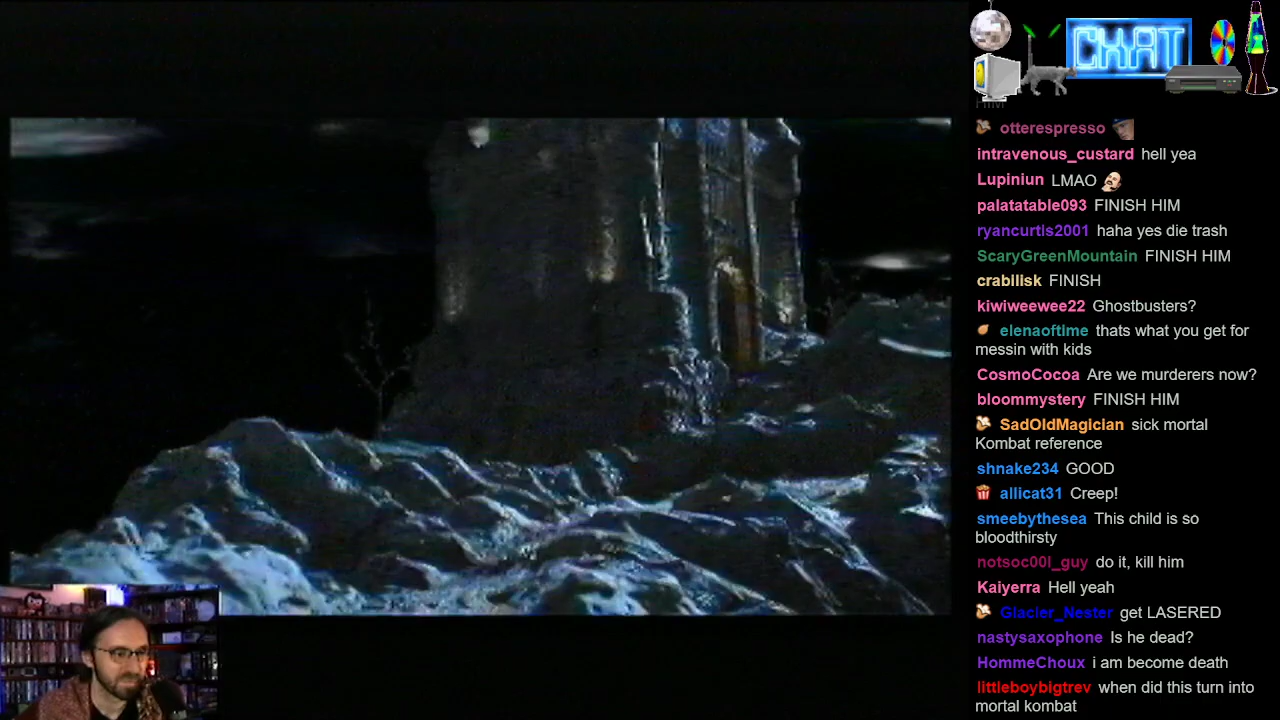 CHAT
otterespresso
intravenous_custard hell yea
Lupiniun LMAO
palatatable093 FINISH HIM
ryancurtis2001 haha yes die trash
ScaryGreenMountain FINISH HIM
crabilisk FINISH
kiwiweewee22 Ghostbusters?
elenaoftime thats what you get for
messin with kids
CosmoCocoa Are we murderers now?
bloommystery FINISH HIM
SadOldMagician sick mortal
Kombat reference
shnake234 GOOD
allicat31 Creep!
smeebythesea This child is so
bloodthirsty
notsoc00l_guy do it, kill him
Kaiyerra Hell yeah
Glacier_Nester get LASERED
nastysaxophone Is he dead?
HommeChoux i am become death
littleboybigtrev when did this turn into
mortal kombat